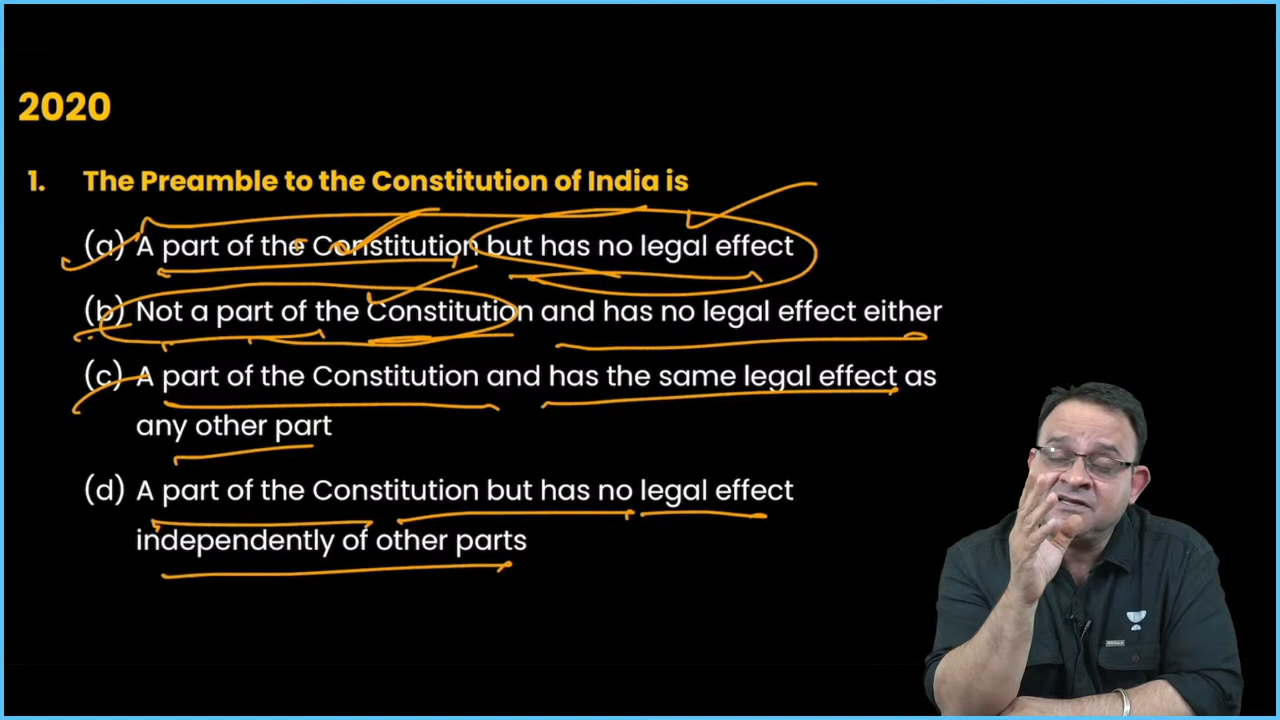 2020
1. The Preamble to the Constitution of India is
(a) A part of the Constitution but has no legal effect
(b) Not a part of the Constitution and has no legal effect either
(c) A part of the Constitution and has the same legal effect as
any other part
(d) A part of the Constitution but has no legal effect
independently of other parts